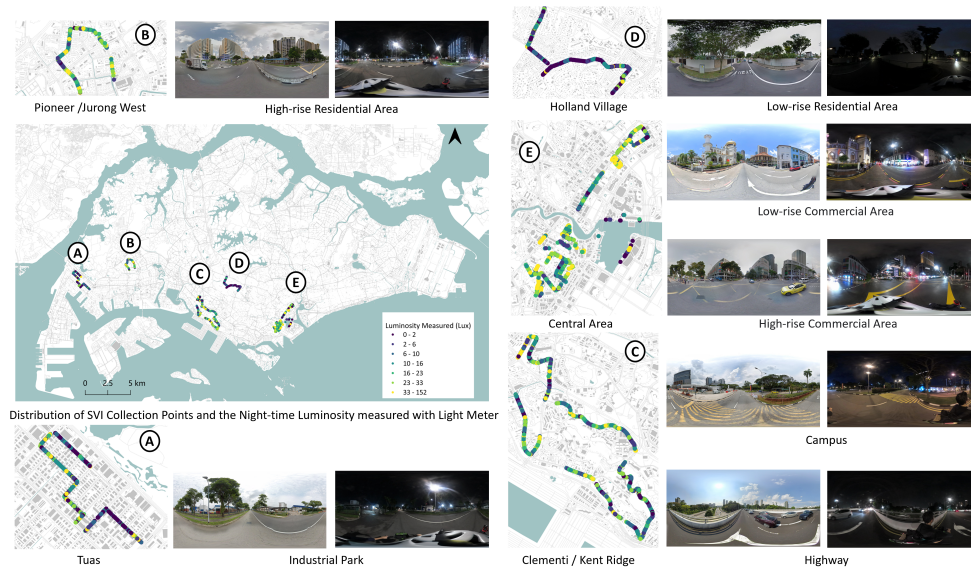 B
Pioneer /Jurong West
High-rise Residential Area
D
Holland Village
Low-rise Residential Area
A
B
C
D
E
Luminosity Measured (Lux)
0 - 2
2 - 6
6 - 10
10 - 16
16 - 23
23 - 33
33 - 152
0 2.5 5 km
Distribution of SVI Collection Points and the Night-time Luminosity measured with Light Meter
E
Central Area
Low-rise Commercial Area
High-rise Commercial Area
A
Tuas
Industrial Park
C
Clementi / Kent Ridge
Campus
Highway